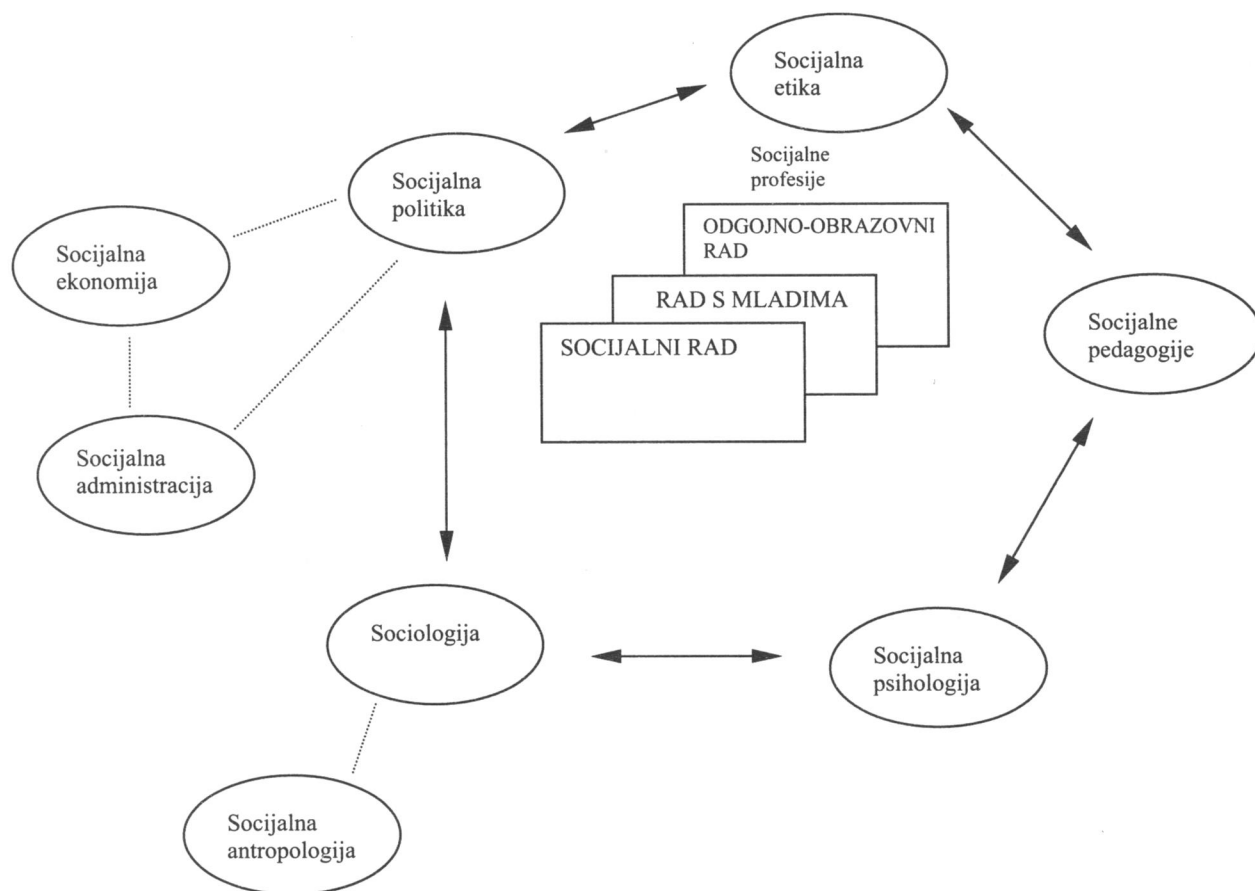 Socijalna
etika
Socijalne
profesije
Socijalna
politika
ODGOJNO-OBRAZOVNI
RAD
Socijalna
ekonomija
RAD S MLADIMA
Socijalne
pedagogije
SOCIJALNI RAD
Socijalna
administracija
Sociologija
Socijalna
psihologija
Socijalna
antropologija